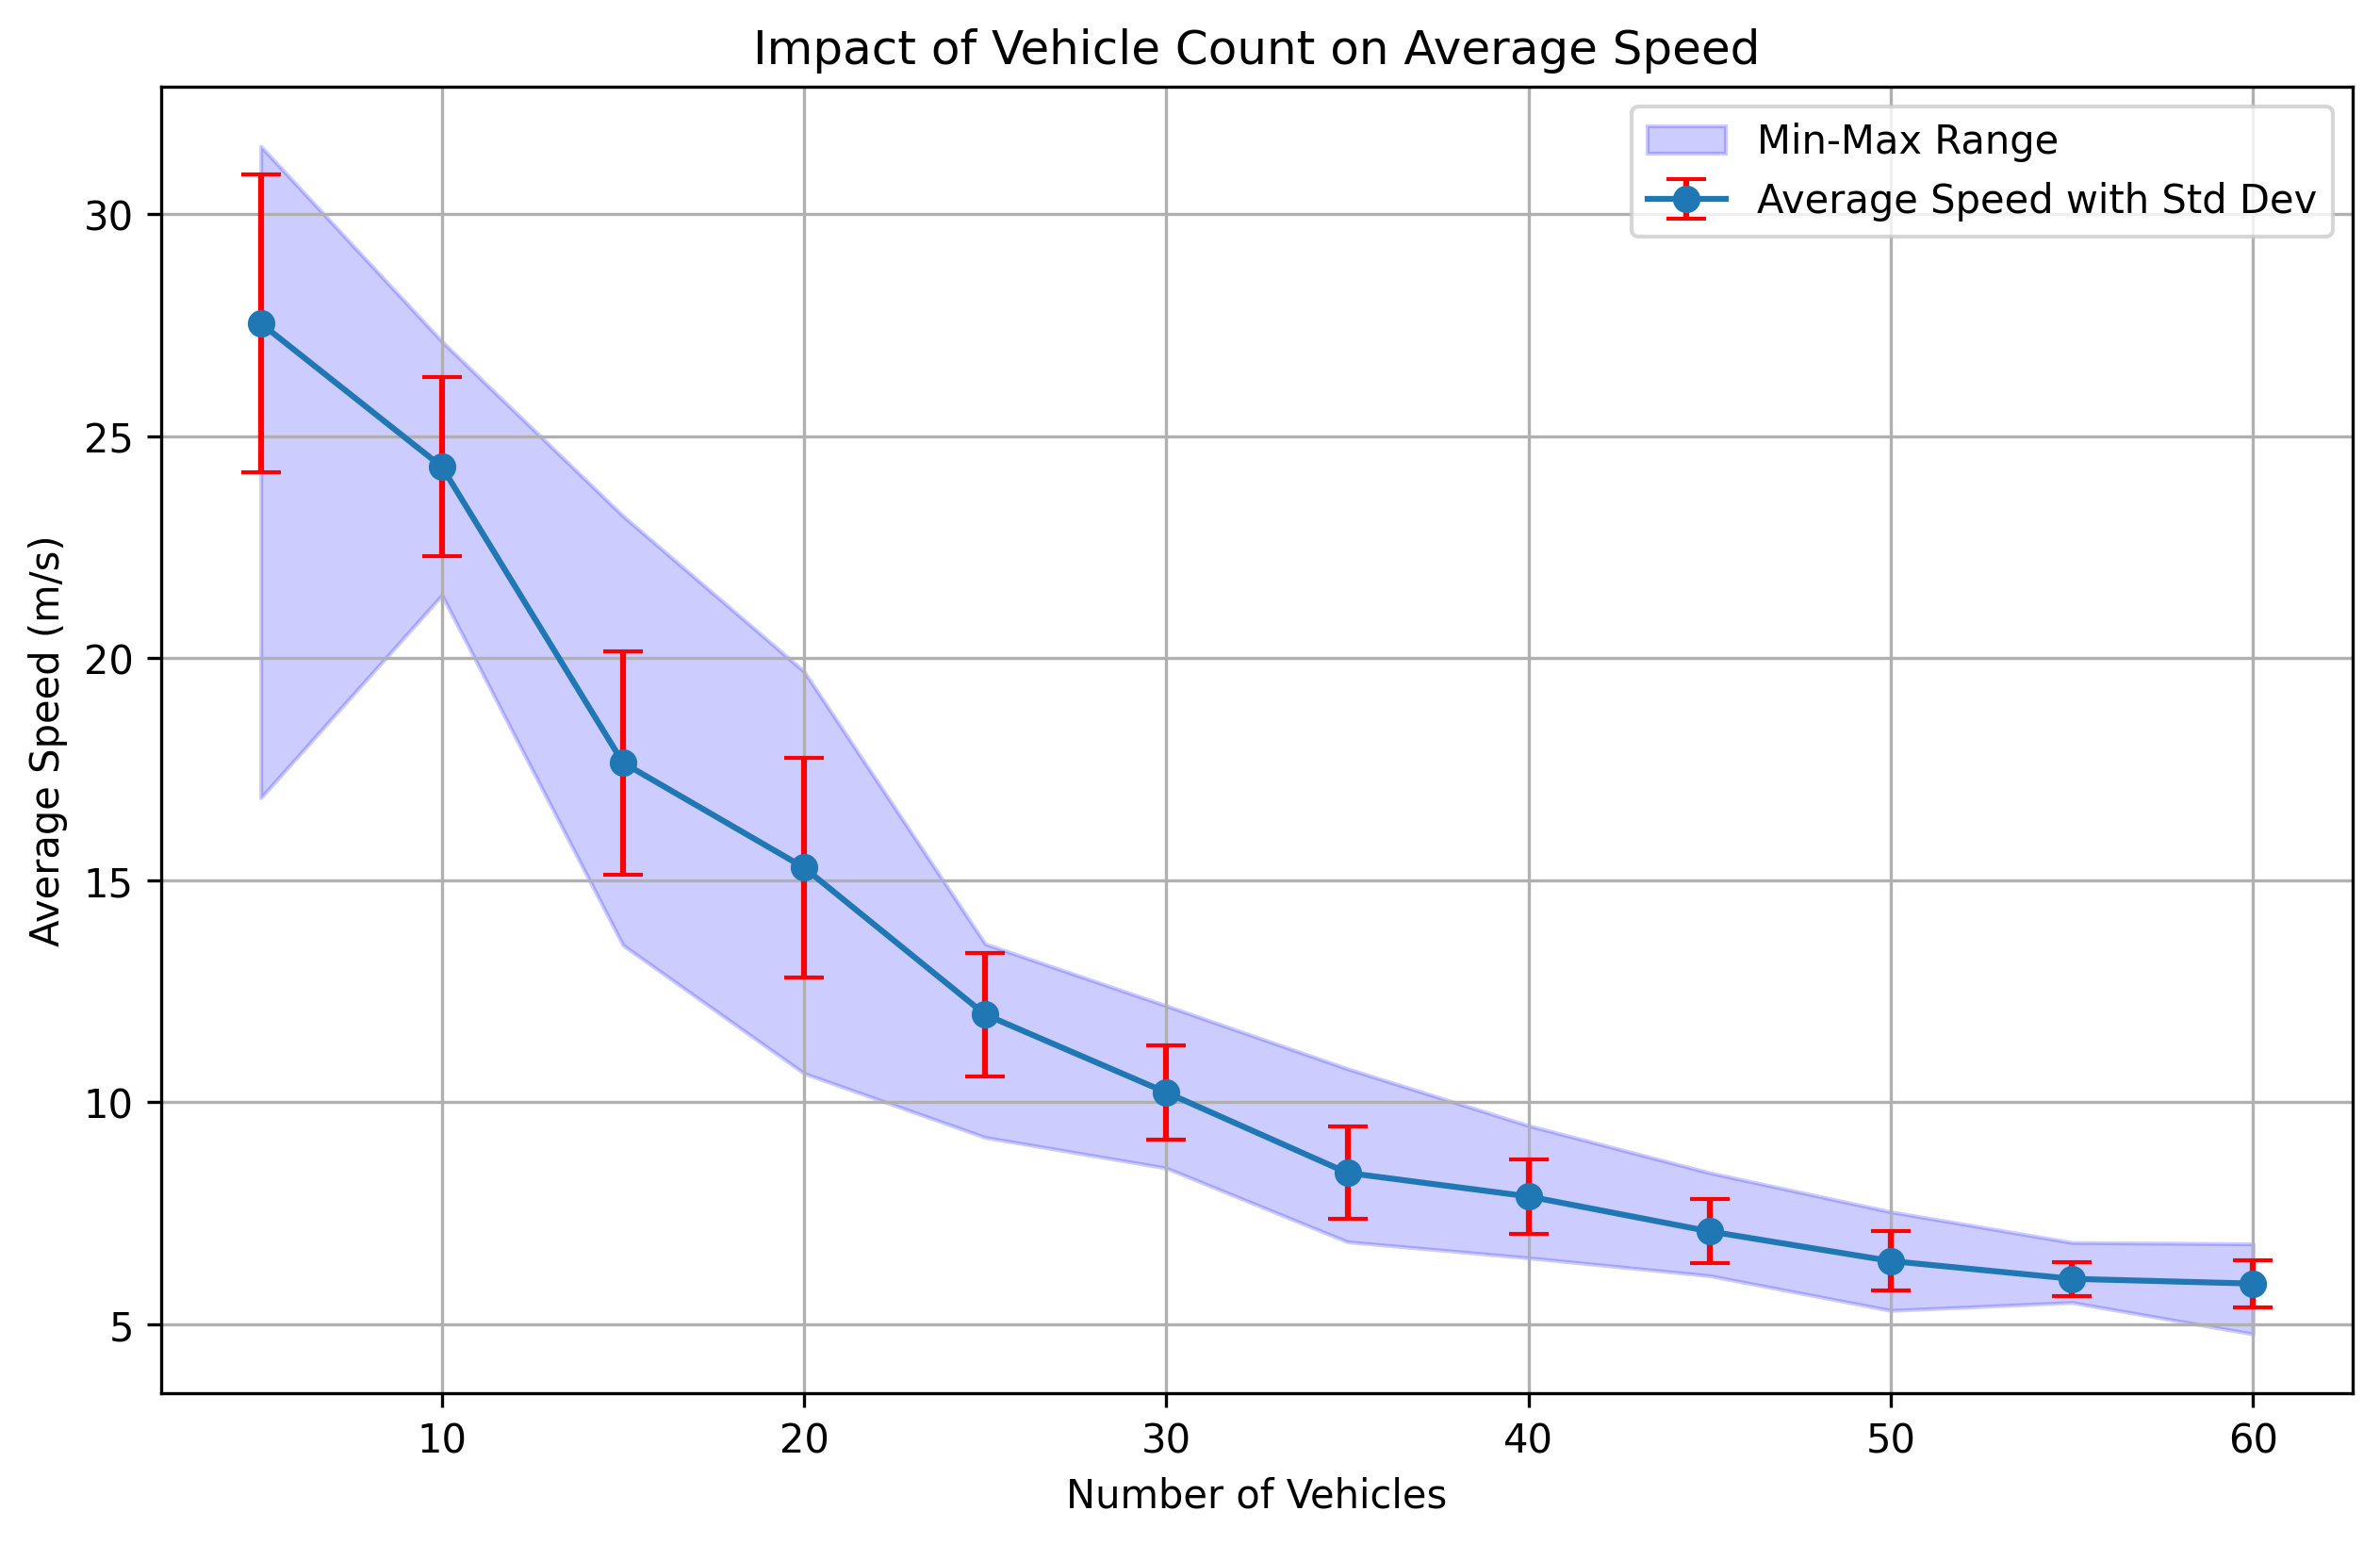 Impact of Vehicle Count on Average Speed
Min-Max Range
Average Speed with Std Dev
Average Speed (m/s)
30
25
20
15
10
5
10 20 30 40 50 60
Number of Vehicles